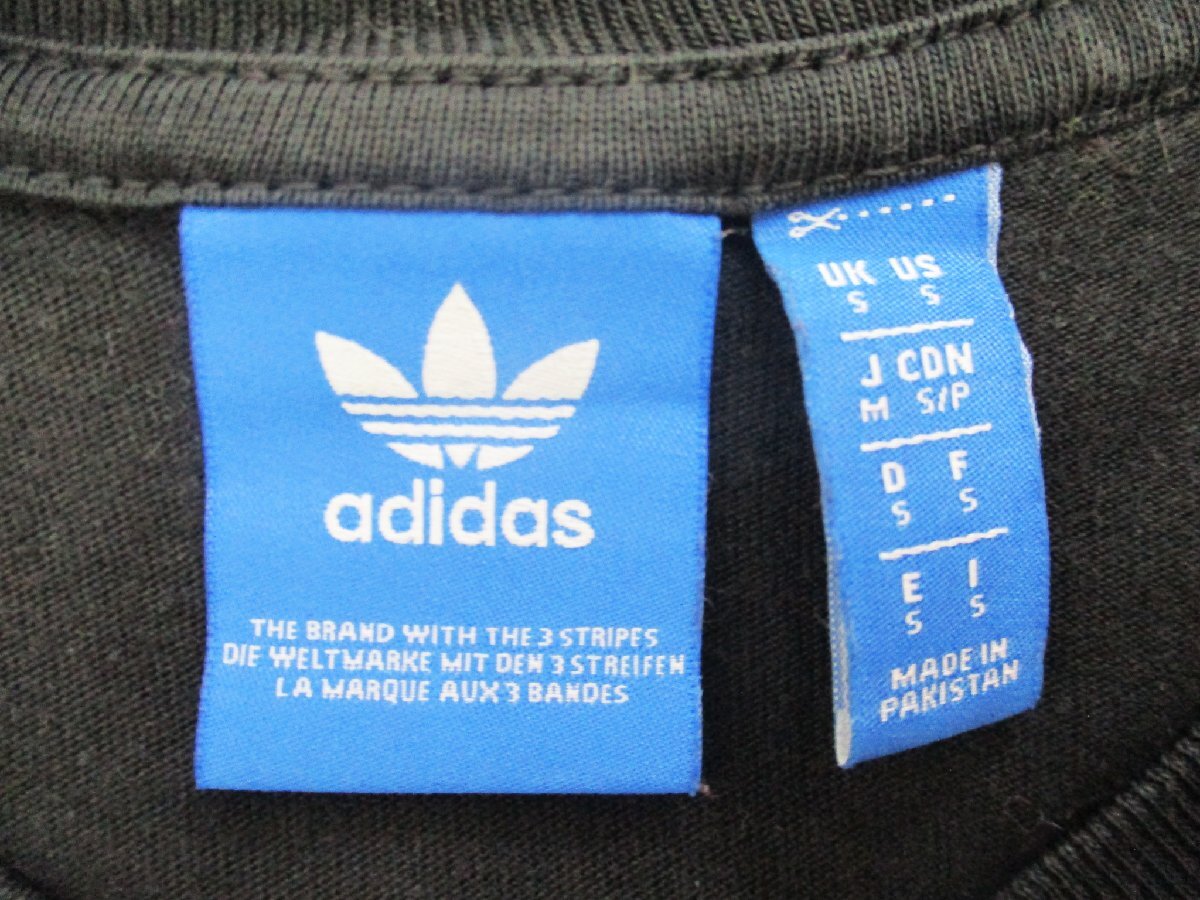 adidas
THE BRAND WITH THE 3 STRIPES
DIE WELTMARKE MIT DEN 3 STREIFEN
LA MARQUE AUX 3 BANDES
UK US
S S
J CDN
M S/P
D F
S S
E I
S S
MADE IN
PAKISTAN